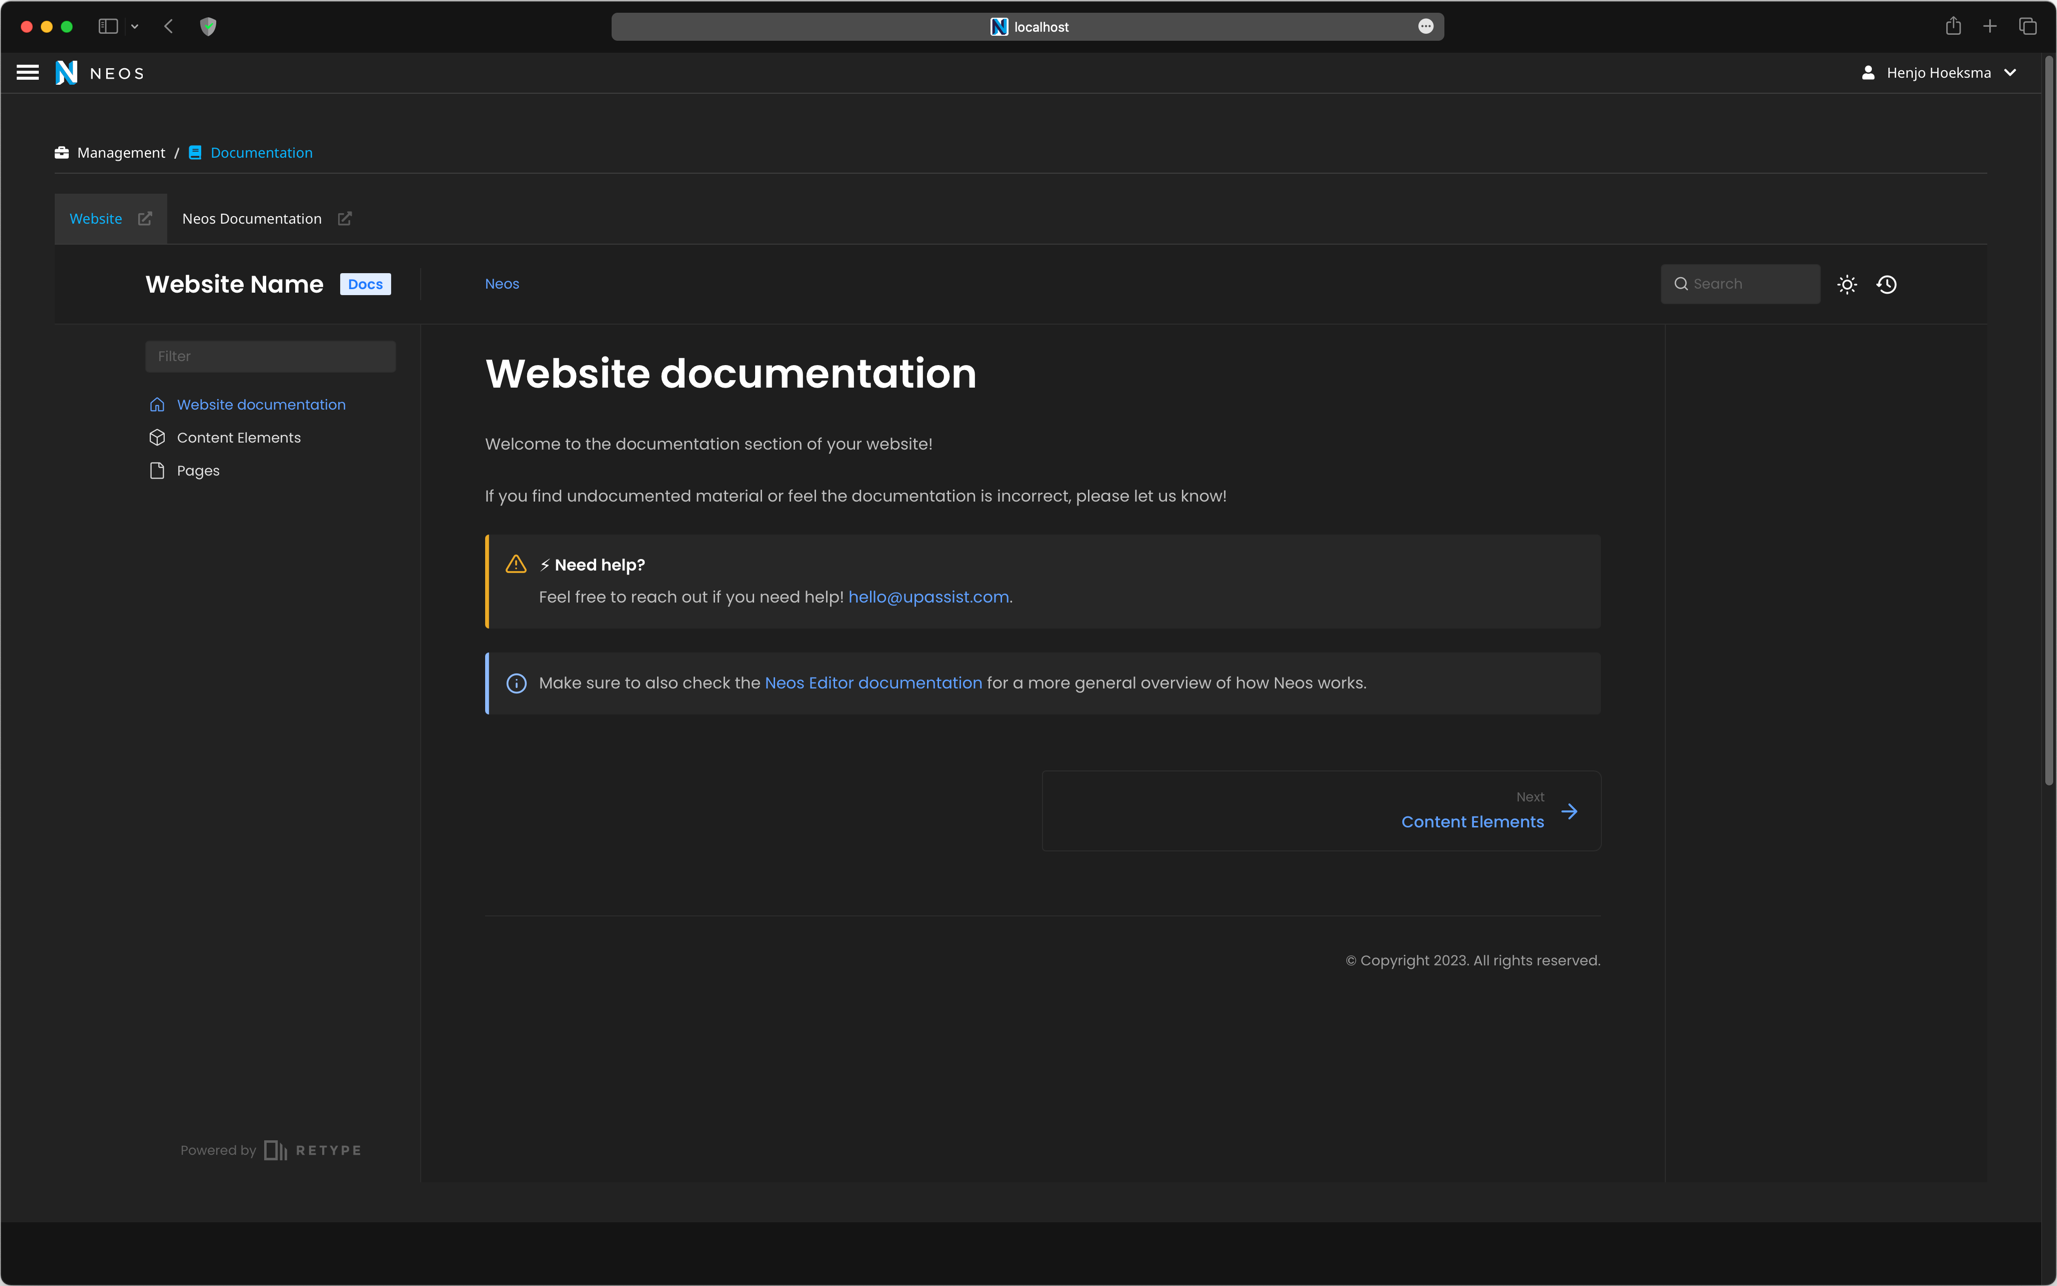 localhost
NEOS
Henjo Hoeksma
Management / Documentation
Website
Neos Documentation
Website Name Docs
Neos
Search
Filter
Website documentation
Content Elements
Pages
Website documentation
Welcome to the documentation section of your website!
If you find undocumented material or feel the documentation is incorrect, please let us know!
⚡ Need help?
Feel free to reach out if you need help! hello@upassist.com.
Make sure to also check the Neos Editor documentation for a more general overview of how Neos works.
Next
Content Elements
© Copyright 2023. All rights reserved.
Powered by RETYPE